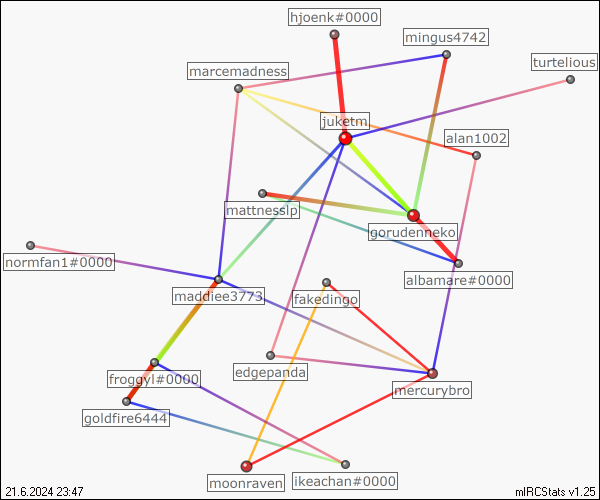 hjoenk#0000
mingus4742
turtelious
marcemadness
juketm
alan1002
mattnesslp
gorudenneko
normfan1#0000
albamare#0000
maddiee3773
fakedingo
edgepanda
froggyl#0000
mercurybro
goldfire6444
moonraven
ikeachan#0000
21.6.2024 23:47
mIRCStats v1.25